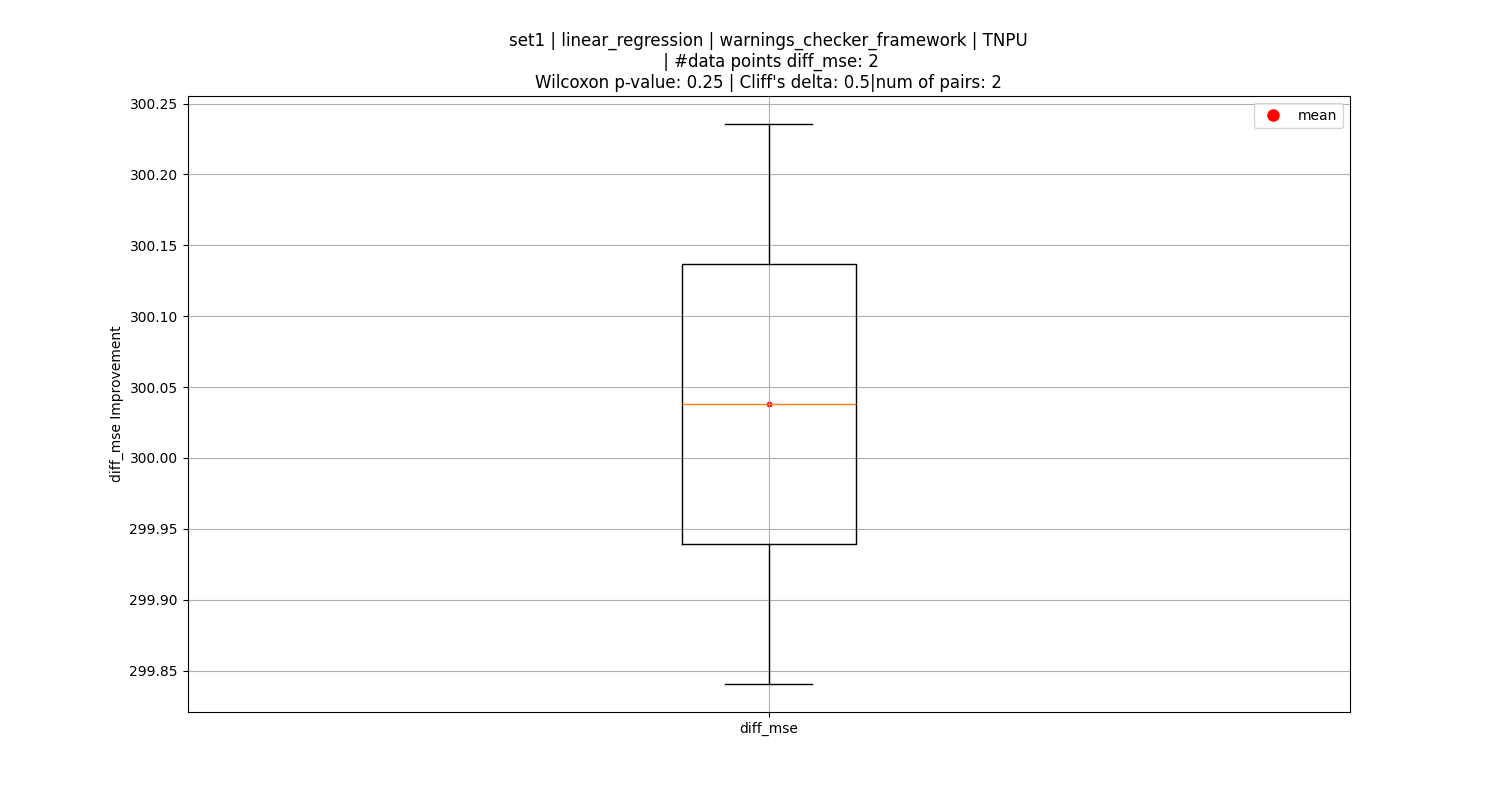 set1 | linear_regression | warnings_checker_framework | TNPU
| #data points diff_mse: 2
Wilcoxon p-value: 0.25 | Cliff's delta: 0.5|num of pairs: 2
300.25
mean
300.20
300.15
300.10
300.05
300.00
299.95
299.90
299.85
diff_mse Improvement
diff_mse